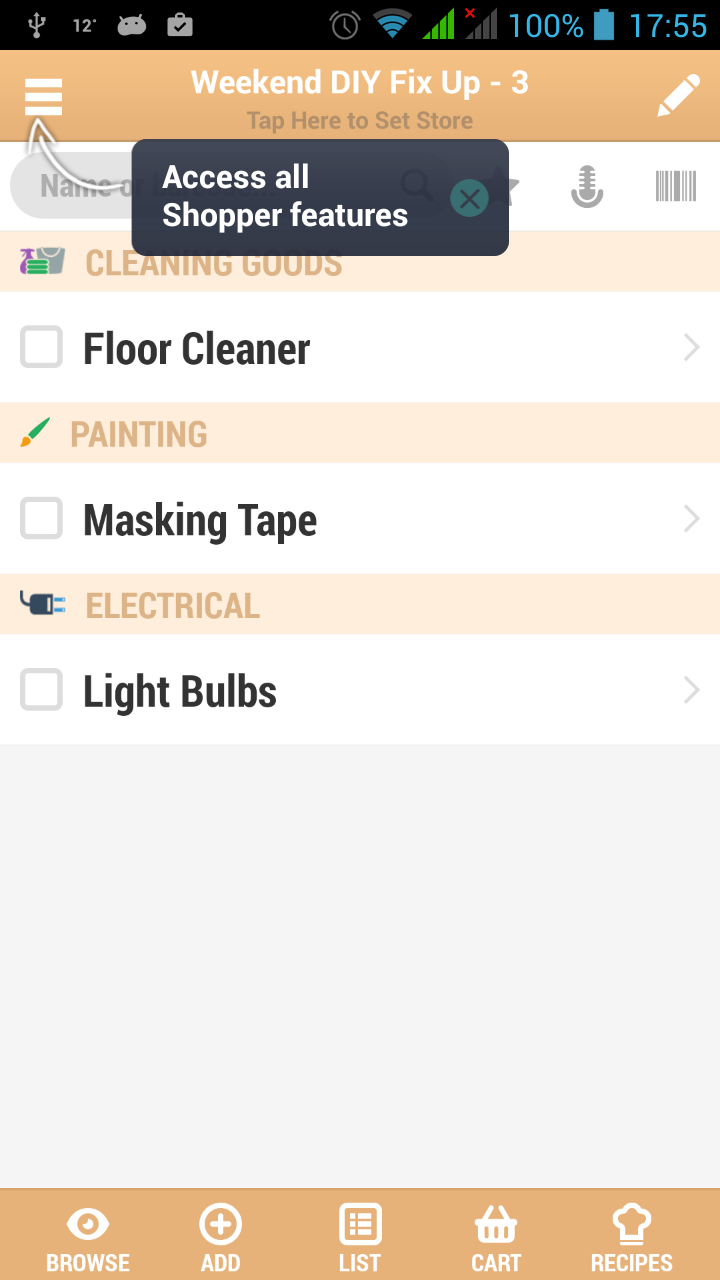 12°
100%
17:55
Weekend DIY Fix Up - 3
Tap Here to Set Store
Name or
Access all
Shopper features
CLEANING GOODS
Floor Cleaner
PAINTING
Masking Tape
ELECTRICAL
Light Bulbs
BROWSE
ADD
LIST
CART
RECIPES